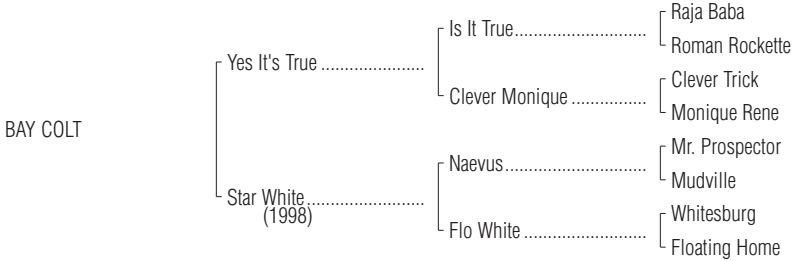 Raja Baba
Is It True
Roman Rockette
Yes It's True
Clever Trick
Clever Monique
Monique Rene
BAY COLT
Mr. Prospector
Naevus
Mudville
Star White
(1998)
Whitesburg
Flo White
Floating Home